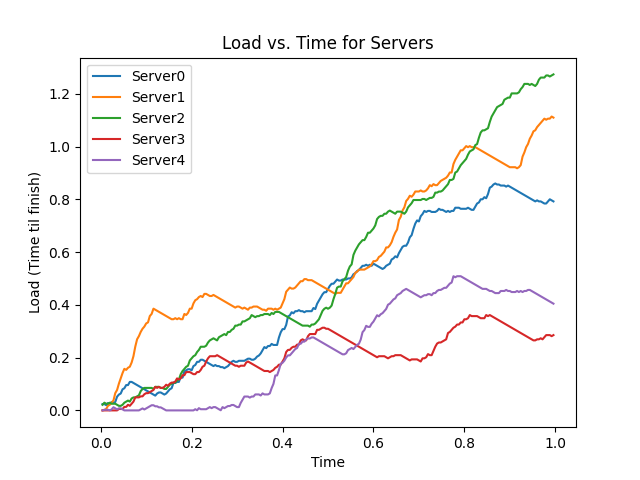 Load vs. Time for Servers
Server0
Server1
Server2
Server3
Server4
Load (Time til finish)
1.2
1.0
0.8
0.6
0.4
0.2
0.0
0.0 0.2 0.4 0.6 0.8 1.0
Time